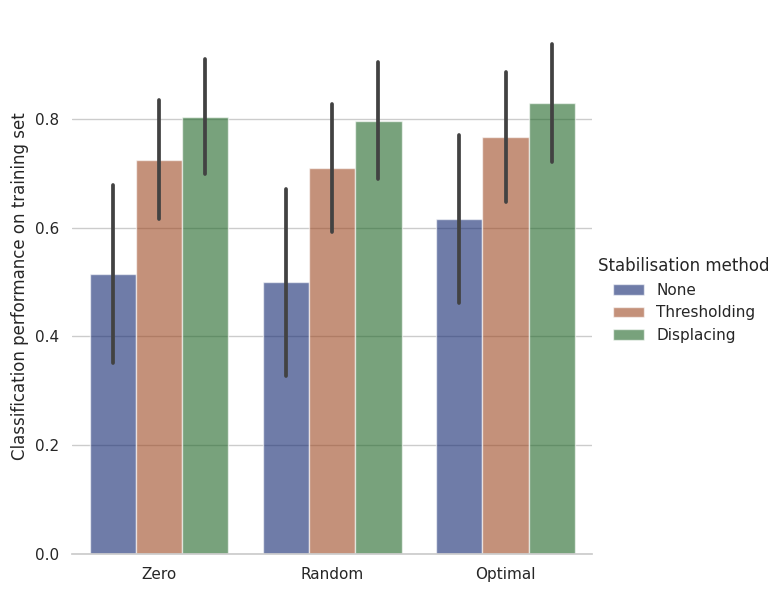 Classification performance on training set
0.8
0.6
0.4
0.2
0.0
Zero
Random
Optimal
Stabilisation method
None
Thresholding
Displacing